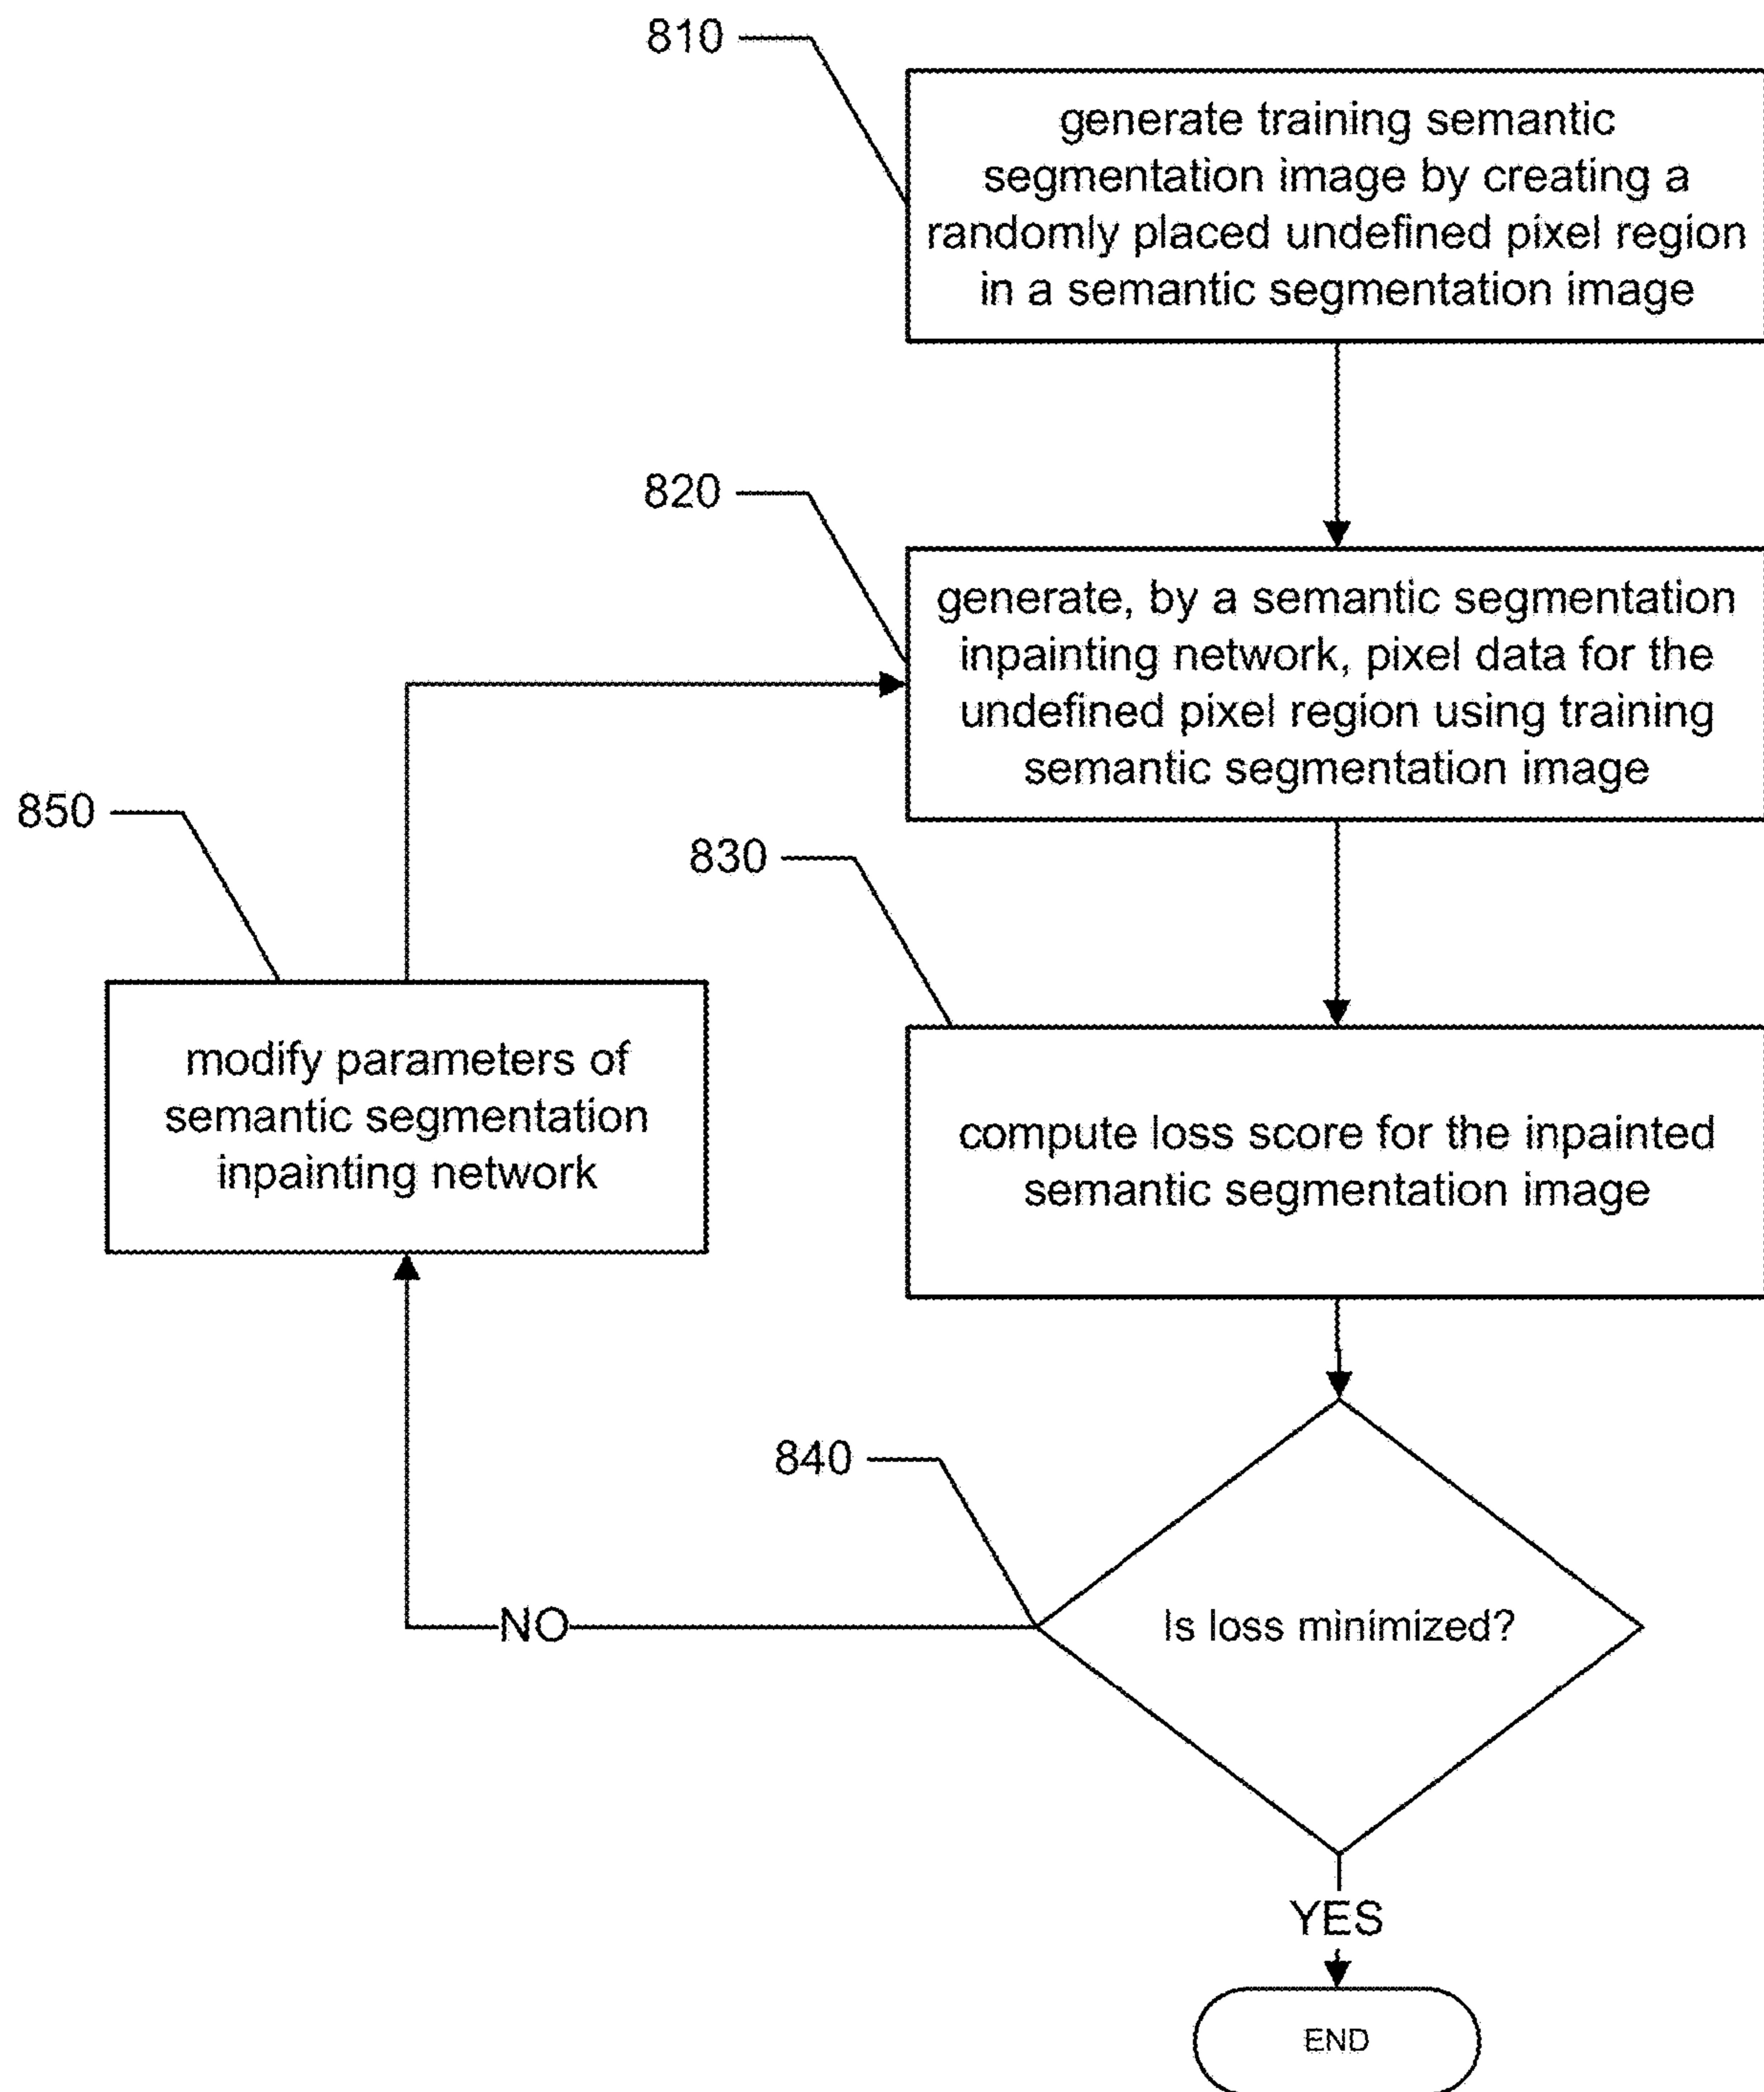 810
generate training semantic
segmentation image by creating a
randomly placed undefined pixel region
in a semantic segmentation image
820
generate, by a semantic segmentation
inpainting network, pixel data for the
undefined pixel region using training
semantic segmentation image
850
830
modify parameters of
semantic segmentation
inpainting network
compute loss score for the inpainted
semantic segmentation image
840
NO
Is loss minimized?
YES
END